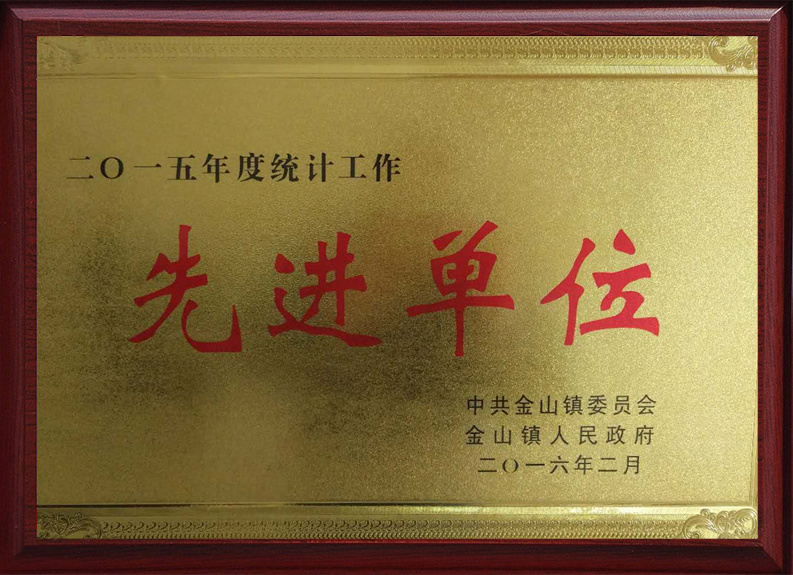 二〇一五年度统计工作
先进单位
中共金山镇委员会
金山镇人民政府
二〇一六年二月